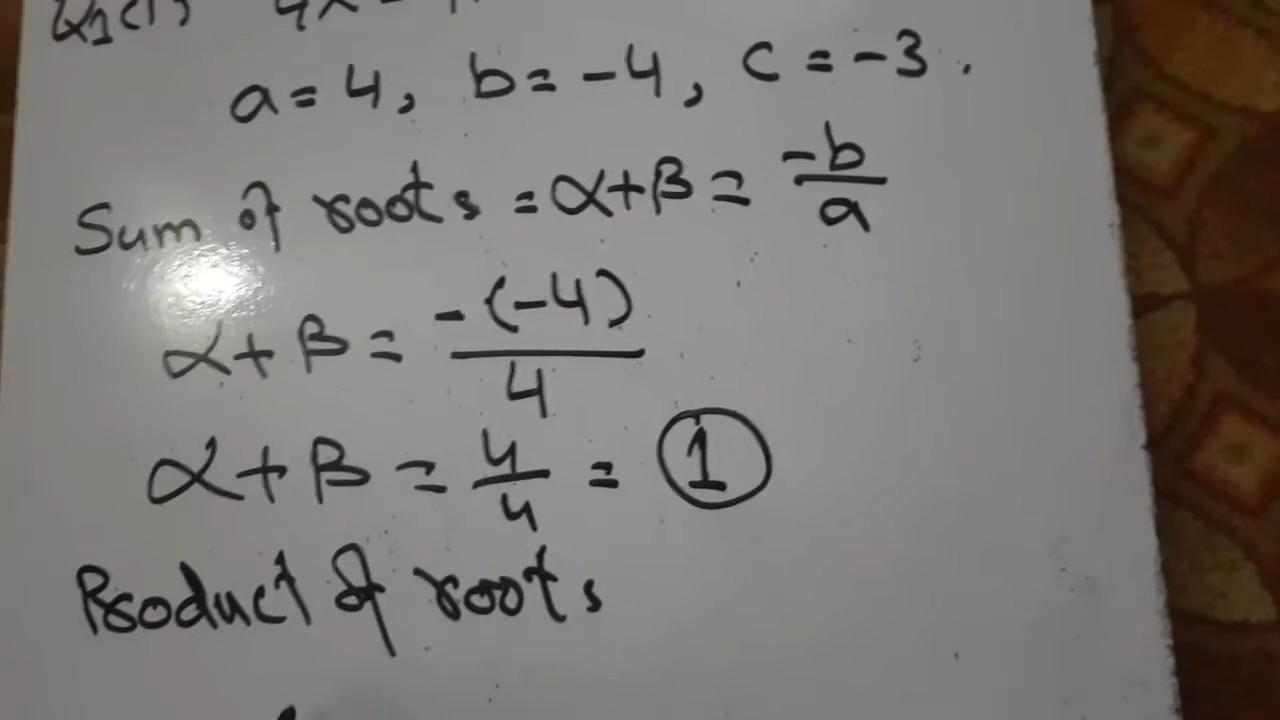 a = 4, b = -4, c = -3.
Sum of roots = α+β = -b/a
α+β = -(-4)/4
α+β = 4/4 = 1
Product of roots